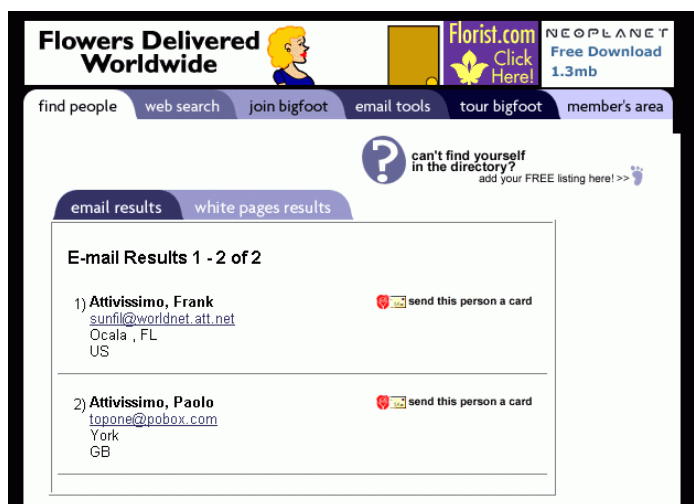 Flowers Delivered
Worldwide
Florist.com
Click
Here!
NEOPLANET
Free Download
1.3mb
find people
web search
join bigfoot
email tools
tour bigfoot
member's area
can't find yourself
in the directory?
add your FREE listing here! >>
email results
white pages results
E-mail Results 1 - 2 of 2
1) Attivissimo, Frank
send this person a card
sunfil@worldnet.att.net
Ocala , FL
US
2) Attivissimo, Paolo
send this person a card
topone@pobox.com
York
GB